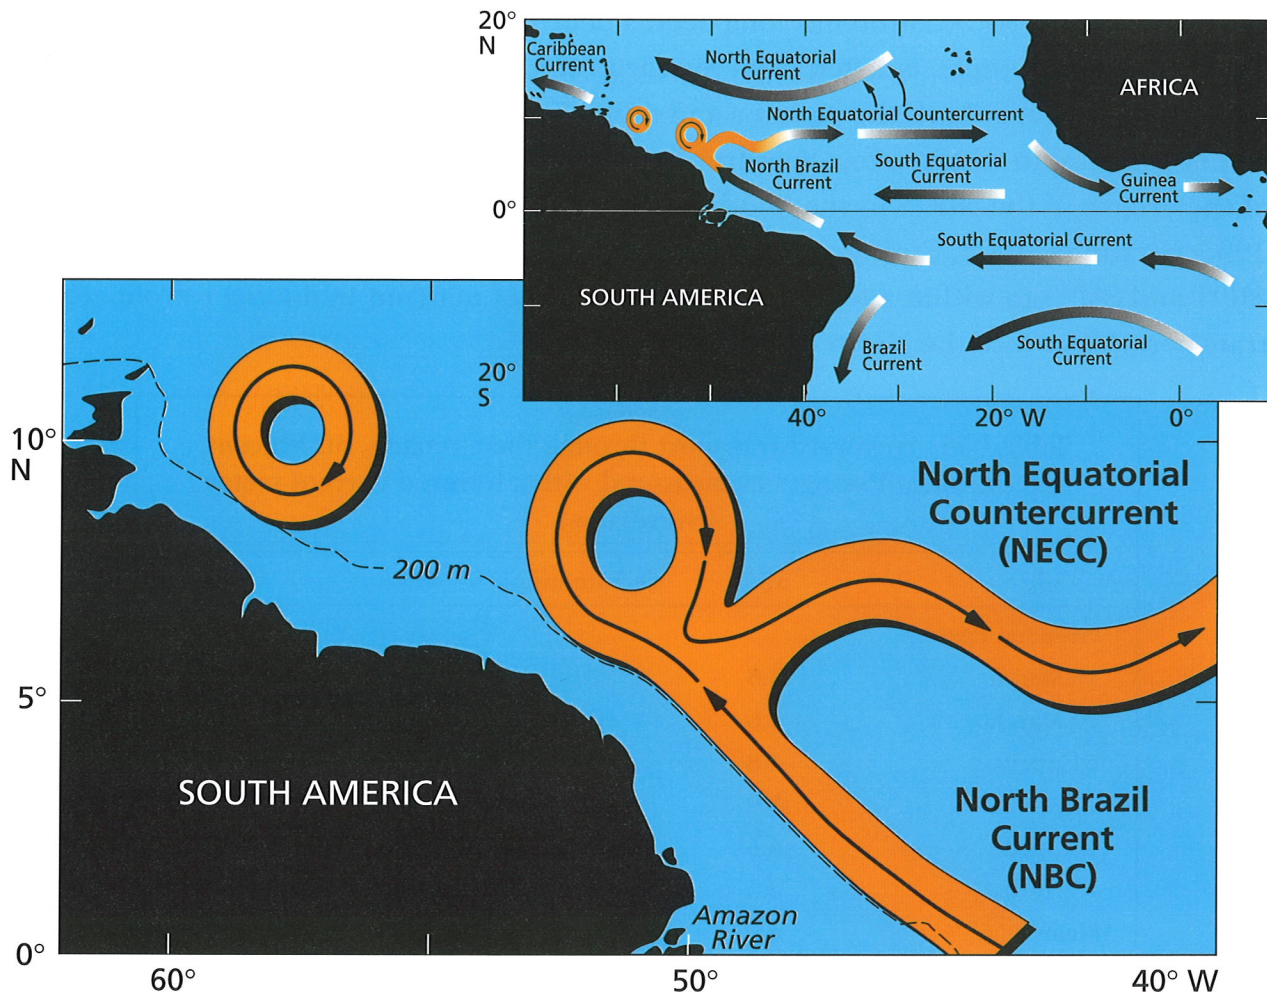 20°
N
Caribbean
Current
North Equatorial
Current
AFRICA
North Equatorial Countercurrent
North Brazil
Current
South Equatorial
Current
Guinea
Current
0°
South Equatorial Current
SOUTH AMERICA
Brazil
Current
South Equatorial
Current
20°
S
40°
20° W
0°
10°
N
North Equatorial
Countercurrent
(NECC)
200 m
5°
SOUTH AMERICA
North Brazil
Current
(NBC)
Amazon
River
0°
60°
50°
40° W